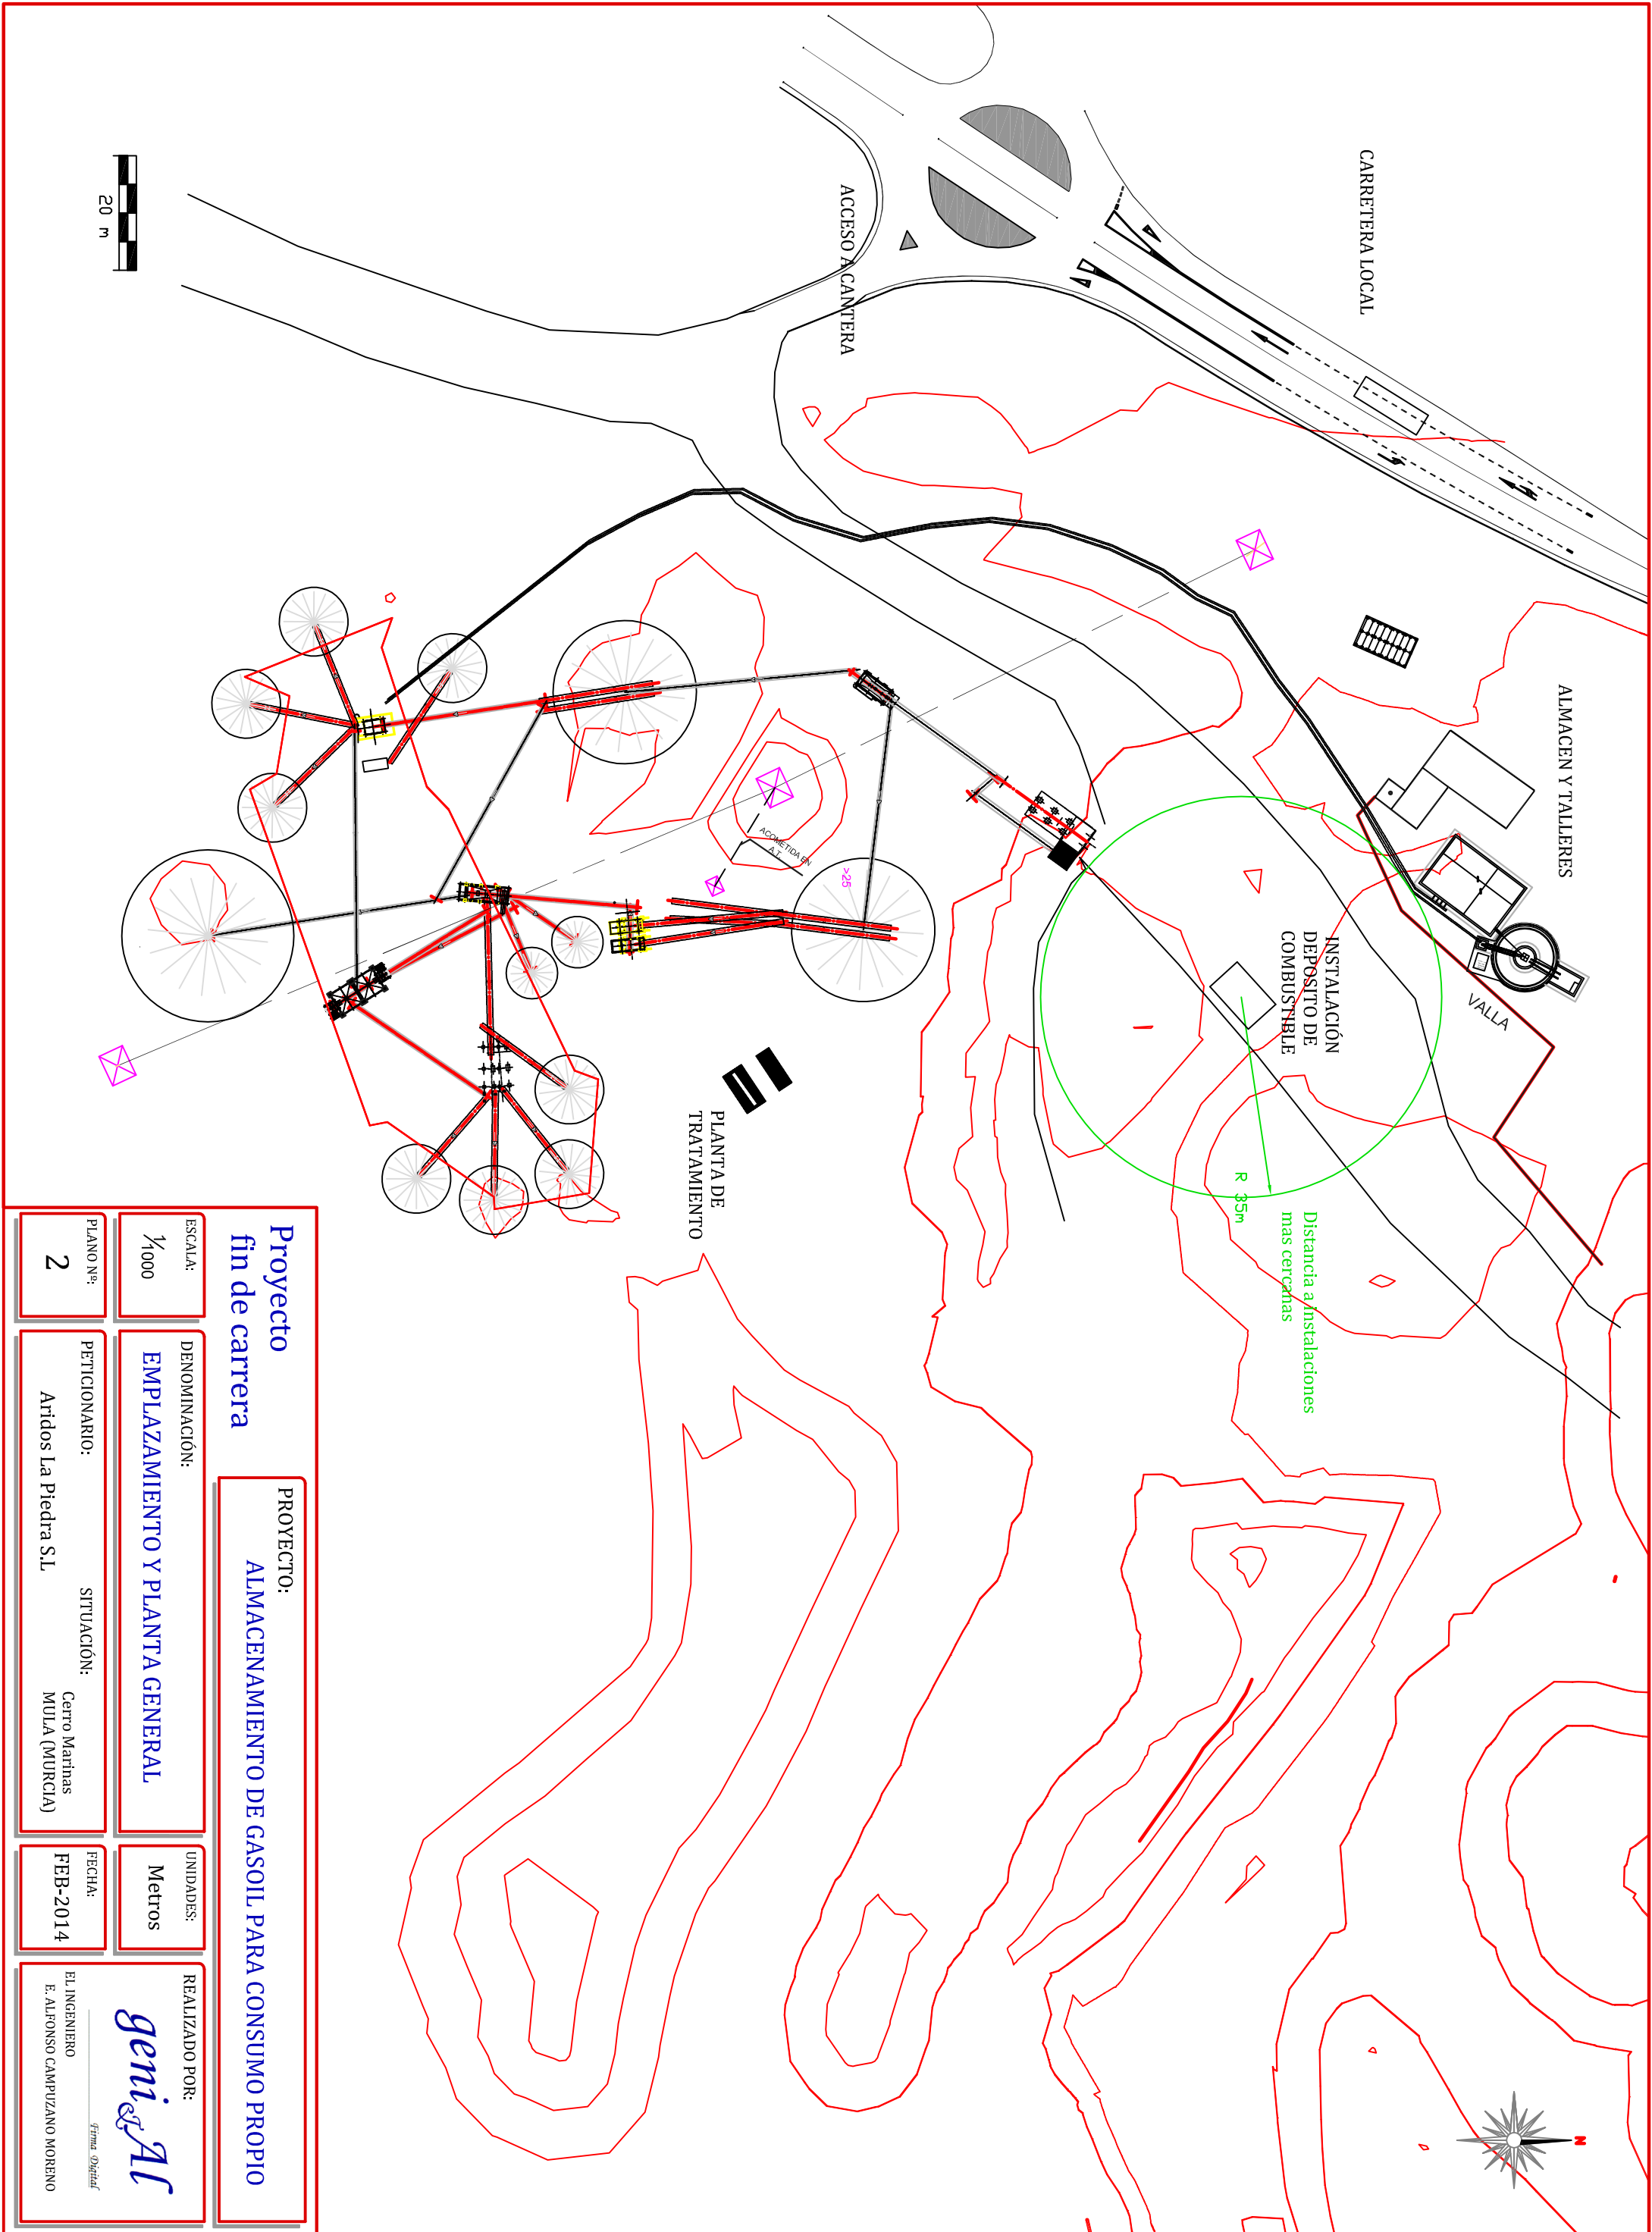 CARRETERA LOCAL
ACCESO A CANTERA
20 m
ALMACEN Y TALLERES
VALLA
INSTALACIÓN
DEPOSITO DE
COMBUSTIBLE
R 35m
Distancia a Instalaciones
mas cercanas
ACOMETIDA EN
A.T.
>25
PLANTA DE
TRATAMIENTO
N
Proyecto
fin de carrera
PROYECTO:
ALMACENAMIENTO DE GASOIL PARA CONSUMO PROPIO
ESCALA:
1/1000
DENOMINACIÓN:
EMPLAZAMIENTO Y PLANTA GENERAL
UNIDADES:
Metros
PLANO Nº:
2
PETICIONARIO:
Aridos La Piedra S.L
SITUACIÓN:
Cerro Marinas
MULA (MURCIA)
FECHA:
FEB-2014
REALIZADO POR:
geni&Al
Firma Digital
EL INGENIERO
E. ALFONSO CAMPUZANO MORENO